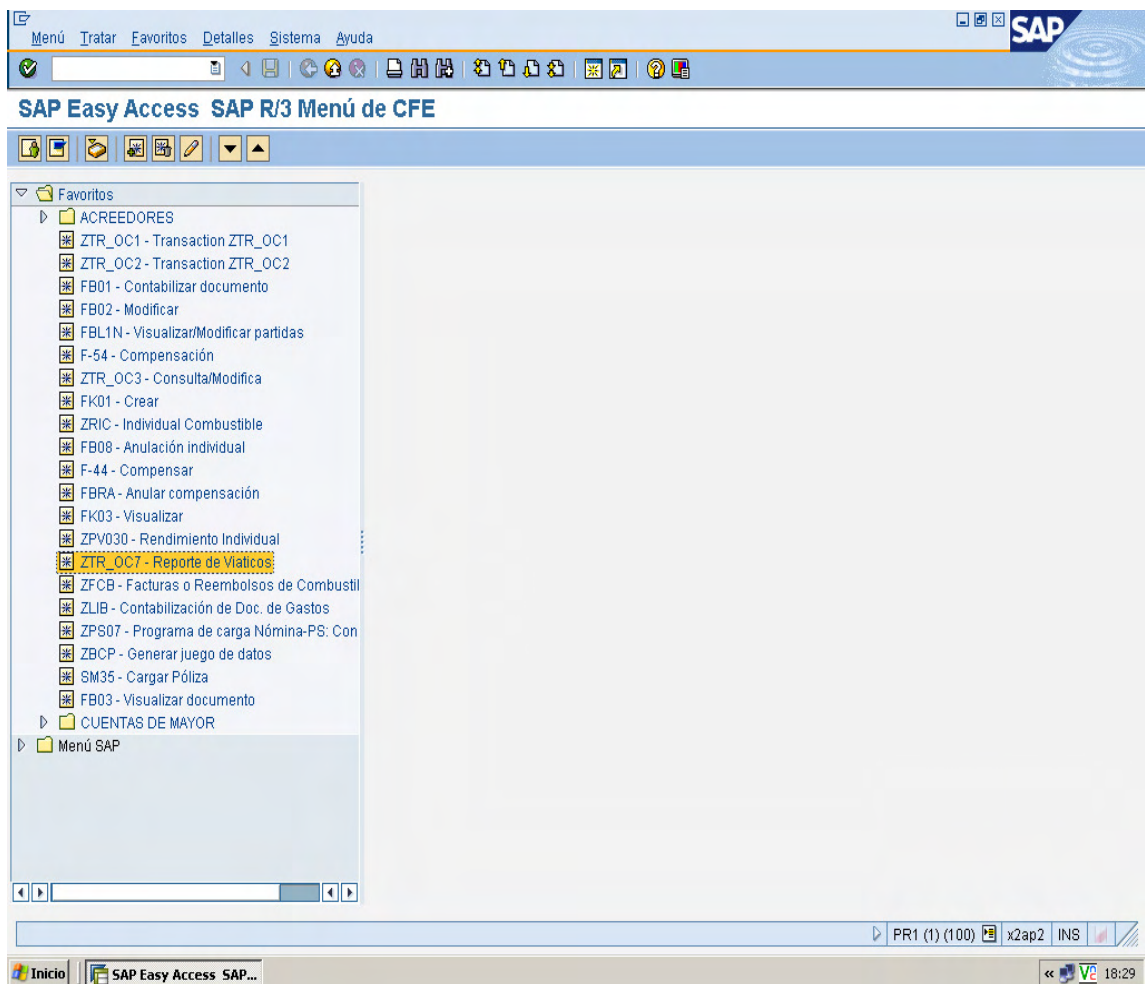 Menú Tratar Favoritos Detalles Sistema Ayuda
SAP
SAP Easy Access SAP R/3 Menú de CFE
Favoritos
ACREEDORES
ZTR_OC1 - Transaction ZTR_OC1
ZTR_OC2 - Transaction ZTR_OC2
FB01 - Contabilizar documento
FB02 - Modificar
FBL1N - Visualizar/Modificar partidas
F-54 - Compensación
ZTR_OC3 - Consulta/Modifica
FK01 - Crear
ZRIC - Individual Combustible
FB08 - Anulación individual
F-44 - Compensar
FBRA - Anular compensación
FK03 - Visualizar
ZPV030 - Rendimiento Individual
ZTR_OC7 - Reporte de Viaticos
ZFCB - Facturas o Reembolsos de Combustil
ZLIB - Contabilización de Doc. de Gastos
ZPS07 - Programa de carga Nómina-PS: Con
ZBCP - Generar juego de datos
SM35 - Cargar Póliza
FB03 - Visualizar documento
CUENTAS DE MAYOR
Menú SAP
PR1 (1) (100) x2ap2 INS
Inicio SAP Easy Access SAP... « 18:29